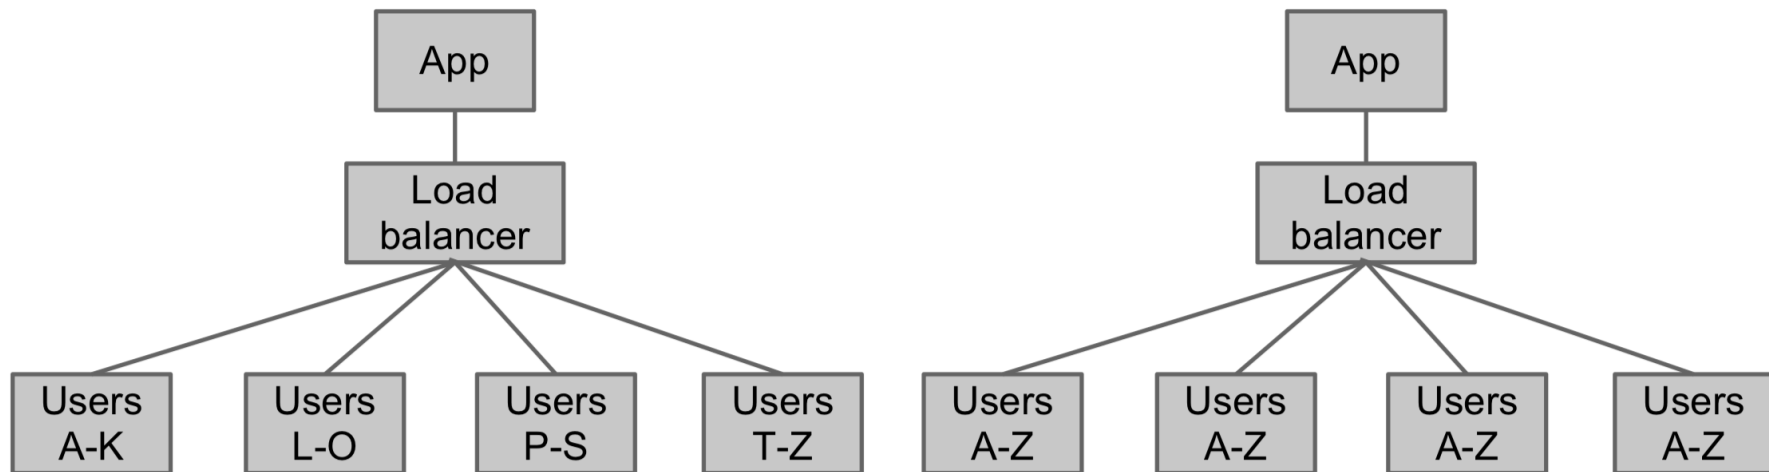 App
Load
balancer
Users
A-K
Users
L-O
Users
P-S
Users
T-Z
App
Load
balancer
Users
A-Z
Users
A-Z
Users
A-Z
Users
A-Z